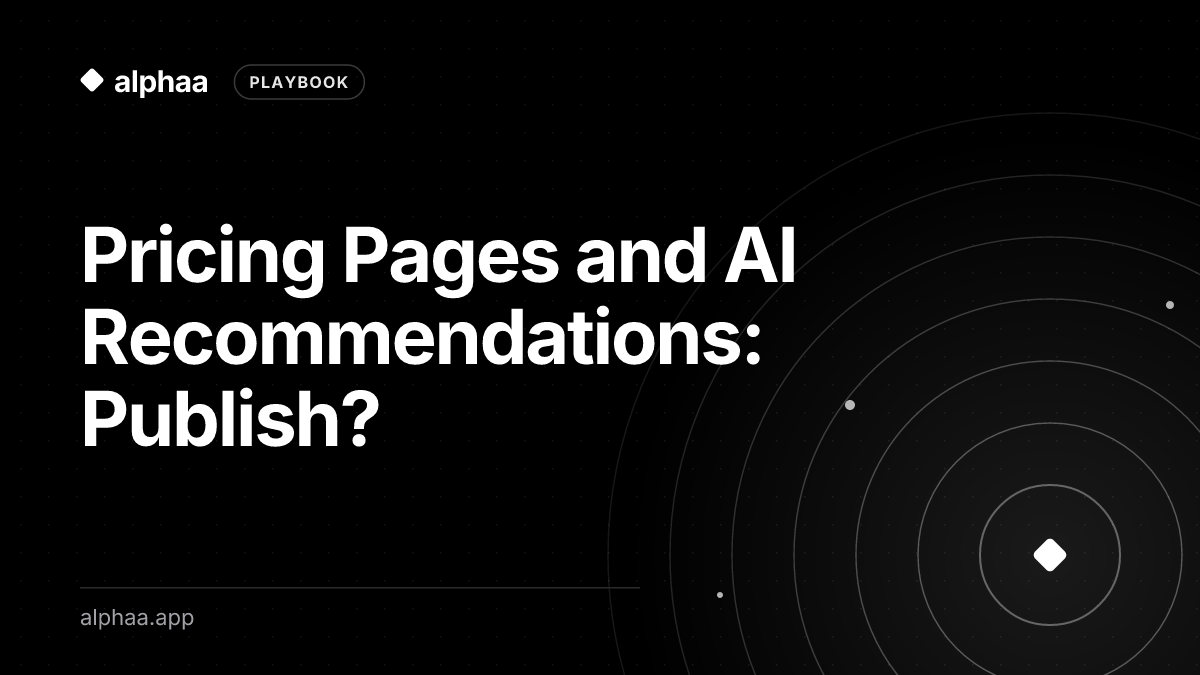 alphaa PLAYBOOK
Pricing Pages and AI
Recommendations:
Publish?
alphaa.app